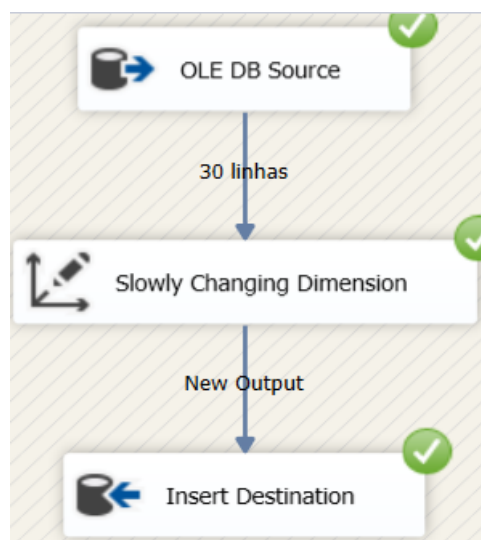 OLE DB Source
30 linhas
Slowly Changing Dimension
New Output
Insert Destination